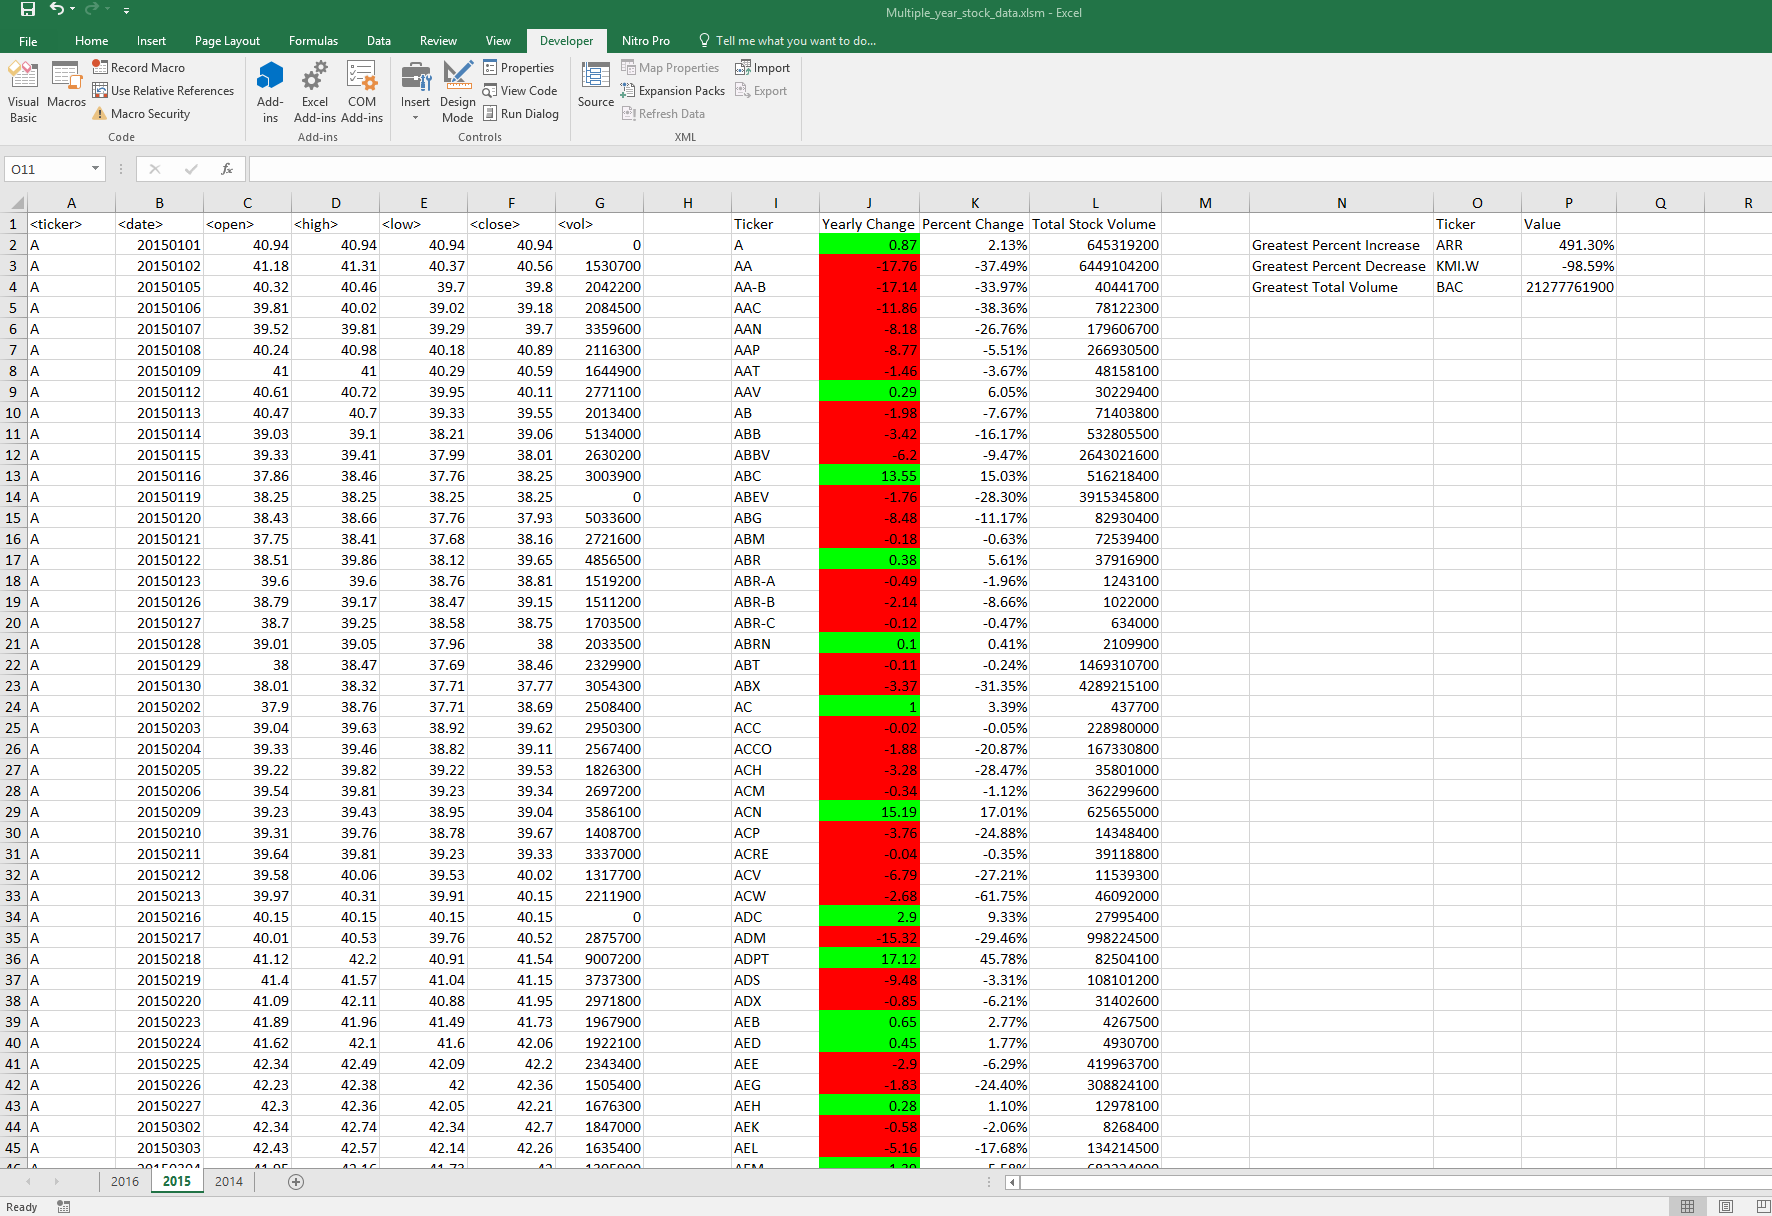 Multiple_year_stock_data.xlsm - Excel
File Home Insert Page Layout Formulas Data Review View Developer Nitro Pro Tell me what you want to do...
Visual Basic
Macros
Record Macro
Use Relative References
Macro Security
Code
Add-ins
Excel Add-ins
COM Add-ins
Add-ins
Insert
Design Mode
Properties
View Code
Run Dialog
Controls
Source
Map Properties
Expansion Packs
Refresh Data
Import
Export
XML
O11 fx
A B C D E F G H I J K L M N O P Q R
1 <ticker> <date> <open> <high> <low> <close> <vol> Ticker Yearly Change Percent Change Total Stock Volume Ticker Value
2 A 20150101 40.94 40.94 40.94 40.94 0 A 0.87 2.13% 645319200 Greatest Percent Increase ARR 491.30%
3 A 20150102 41.18 41.31 40.37 40.56 1530700 AA -17.76 -37.49% 6449104200 Greatest Percent Decrease KMI.W -98.59%
4 A 20150105 40.32 40.46 39.7 39.8 2042200 AA-B -17.14 -33.97% 40441700 Greatest Total Volume BAC 21277761900
5 A 20150106 39.81 40.02 39.02 39.18 2084500 AAC -11.86 -38.36% 78122300
6 A 20150107 39.52 39.81 39.29 39.7 3359600 AAN -8.18 -26.76% 179606700
7 A 20150108 40.24 40.98 40.18 40.89 2116300 AAP -8.77 -5.51% 266930500
8 A 20150109 41 41 40.29 40.59 1644900 AAT -1.46 -3.67% 48158100
9 A 20150112 40.61 40.72 39.95 40.11 2771100 AAV 0.29 6.05% 30229400
10 A 20150113 40.47 40.7 39.33 39.55 2013400 AB -1.98 -7.67% 71403800
11 A 20150114 39.03 39.1 38.21 39.06 5134000 ABB -3.42 -16.17% 532805500
12 A 20150115 39.33 39.41 37.99 38.01 2630200 ABBV -6.2 -9.47% 2643021600
13 A 20150116 37.86 38.46 37.76 38.25 3003900 ABC 13.55 15.03% 516218400
14 A 20150119 38.25 38.25 38.25 38.25 0 ABEV -1.76 -28.30% 3915345800
15 A 20150120 38.43 38.66 37.76 37.93 5033600 ABG -8.48 -11.17% 82930400
16 A 20150121 37.75 38.41 37.68 38.16 2721600 ABM -0.18 -0.63% 72539400
17 A 20150122 38.51 39.86 38.12 39.65 4856500 ABR 0.38 5.61% 37916900
18 A 20150123 39.6 39.6 38.76 38.81 1519200 ABR-A -0.49 -1.96% 1243100
19 A 20150126 38.79 39.17 38.47 39.15 1511200 ABR-B -2.14 -8.66% 1022000
20 A 20150127 38.7 39.25 38.58 38.75 1703500 ABR-C -0.12 -0.47% 634000
21 A 20150128 39.01 39.05 37.96 38 2033500 ABRN 0.1 0.41% 2109900
22 A 20150129 38 38.47 37.69 38.46 2329900 ABT -0.11 -0.24% 1469310700
23 A 20150130 38.01 38.32 37.71 37.77 3054300 ABX -3.37 -31.35% 4289215100
24 A 20150202 37.9 38.76 37.71 38.69 2508400 AC 1 3.39% 437700
25 A 20150203 39.04 39.63 38.92 39.62 2950300 ACC -0.02 -0.05% 228980000
26 A 20150204 39.33 39.46 38.82 39.11 2567400 ACCO -1.88 -20.87% 167330800
27 A 20150205 39.22 39.82 39.22 39.53 1826300 ACH -3.28 -28.47% 35801000
28 A 20150206 39.54 39.81 39.23 39.34 2697200 ACM -0.34 -1.12% 362299600
29 A 20150209 39.23 39.43 38.95 39.04 3586100 ACN 15.19 17.01% 625655000
30 A 20150210 39.31 39.76 38.78 39.67 1408700 ACP -3.76 -24.88% 14348400
31 A 20150211 39.64 39.81 39.23 39.33 3337000 ACRE -0.04 -0.35% 39118800
32 A 20150212 39.58 40.06 39.53 40.02 1317700 ACV -6.79 -27.21% 11539300
33 A 20150213 39.97 40.31 39.91 40.15 2211900 ACW -2.68 -61.75% 46092000
34 A 20150216 40.15 40.15 40.15 40.15 0 ADC 2.9 9.33% 27995400
35 A 20150217 40.01 40.53 39.76 40.52 2875700 ADM -15.32 -29.46% 998224500
36 A 20150218 41.12 42.2 40.91 41.54 9007200 ADPT 17.12 45.78% 82504100
37 A 20150219 41.4 41.57 41.04 41.15 3737300 ADS -9.48 -3.31% 108101200
38 A 20150220 41.09 42.11 40.88 41.95 2971800 ADX -0.85 -6.21% 31402600
39 A 20150223 41.89 41.96 41.49 41.73 1967900 AEB 0.65 2.77% 4267500
40 A 20150224 41.62 42.1 41.6 42.06 1922100 AED 0.45 1.77% 4930700
41 A 20150225 42.34 42.49 42.09 42.2 2343400 AEE -2.9 -6.29% 419963700
42 A 20150226 42.23 42.38 42 42.36 1505400 AEG -1.83 -24.40% 308824100
43 A 20150227 42.3 42.36 42.05 42.21 1676300 AEH 0.28 1.10% 12978100
44 A 20150302 42.34 42.74 42.34 42.7 1847000 AEK -0.58 -2.06% 8268400
45 A 20150303 42.43 42.57 42.14 42.26 1635400 AEL -5.16 -17.68% 134214500
2016 2015 2014
Ready